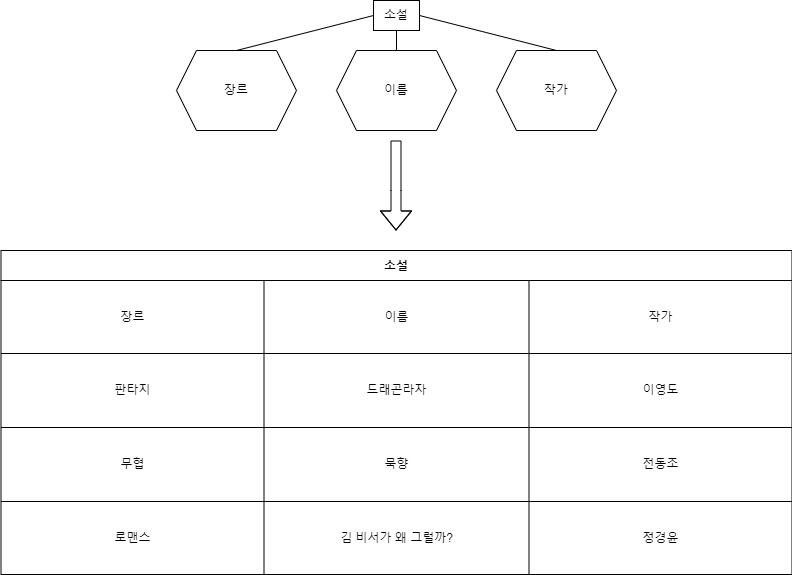 소설
장르
이름
작가
소설
장르
이름
작가
판타지
드래곤라자
이영도
무협
묵향
전동조
로맨스
김 비서가 왜 그럴까?
정경윤